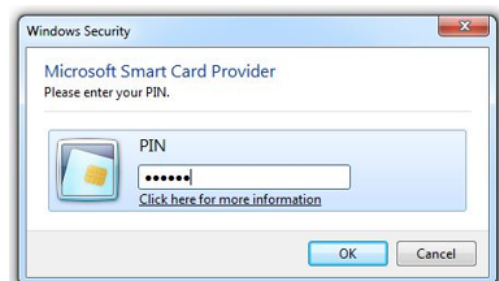 Windows Security
Microsoft Smart Card Provider
Please enter your PIN.
PIN
••••••
Click here for more information
OK
Cancel